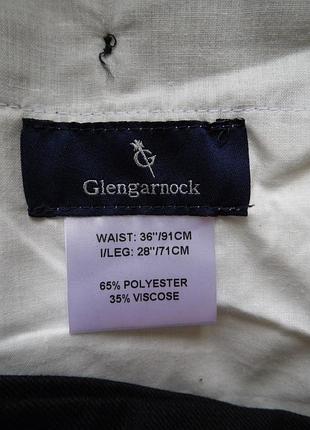 G
Glengarnock
WAIST: 36"/91CM
I/LEG: 28"/71CM
65% POLYESTER
35% VISCOSE